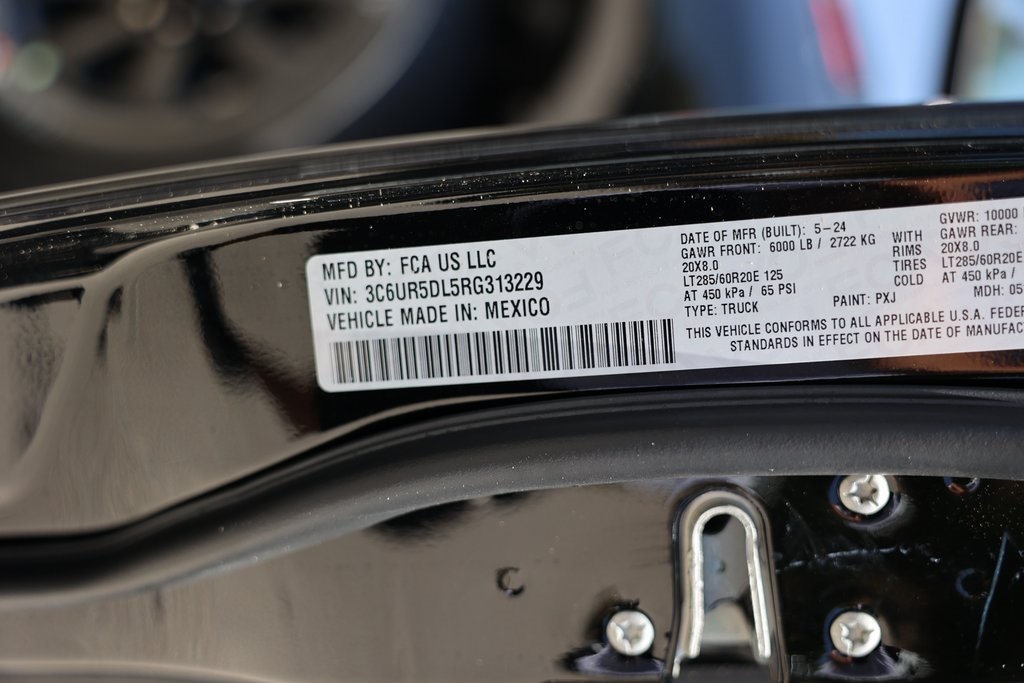 MFD BY: FCA US LLC
VIN: 3C6UR5DL5RG313229
VEHICLE MADE IN: MEXICO
DATE OF MFR (BUILT): 5-24
GAWR FRONT: 6000 LB / 2722 KG
20X8.0
LT285/60R20E 125
AT 450 kPa / 65 PSI
TYPE: TRUCK
WITH
RIMS
TIRES
COLD
PAINT: PXJ
GVWR: 10000
GAWR REAR:
20X8.0
LT285/60R20E
AT 450 kPa /
MDH: 05
THIS VEHICLE CONFORMS TO ALL APPLICABLE U.S.A.
STANDARDS IN EFFECT ON THE DATE OF